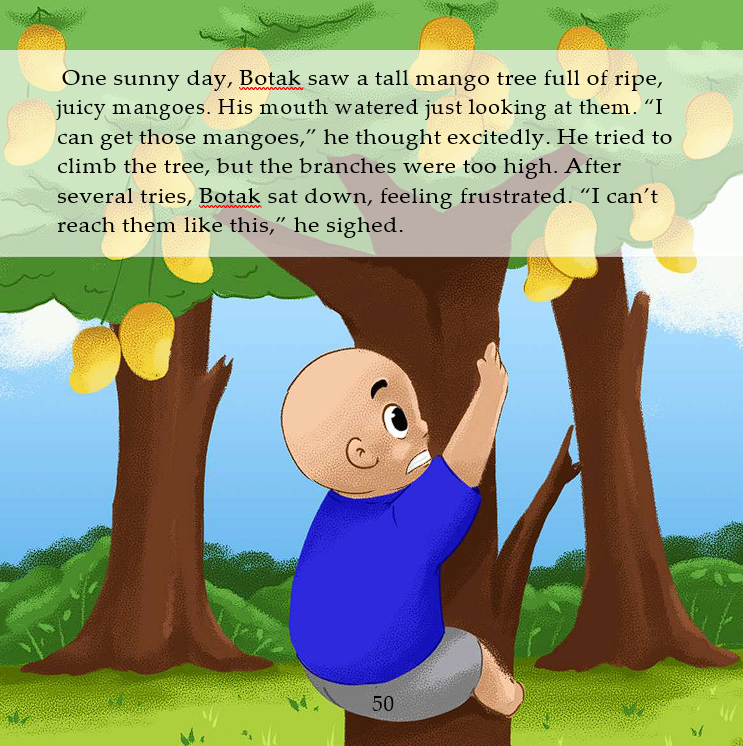 One sunny day, Botak saw a tall mango tree full of ripe,
juicy mangoes. His mouth watered just looking at them. “I
can get those mangoes,” he thought excitedly. He tried to
climb the tree, but the branches were too high. After
several tries, Botak sat down, feeling frustrated. “I can’t
reach them like this,” he sighed.
50